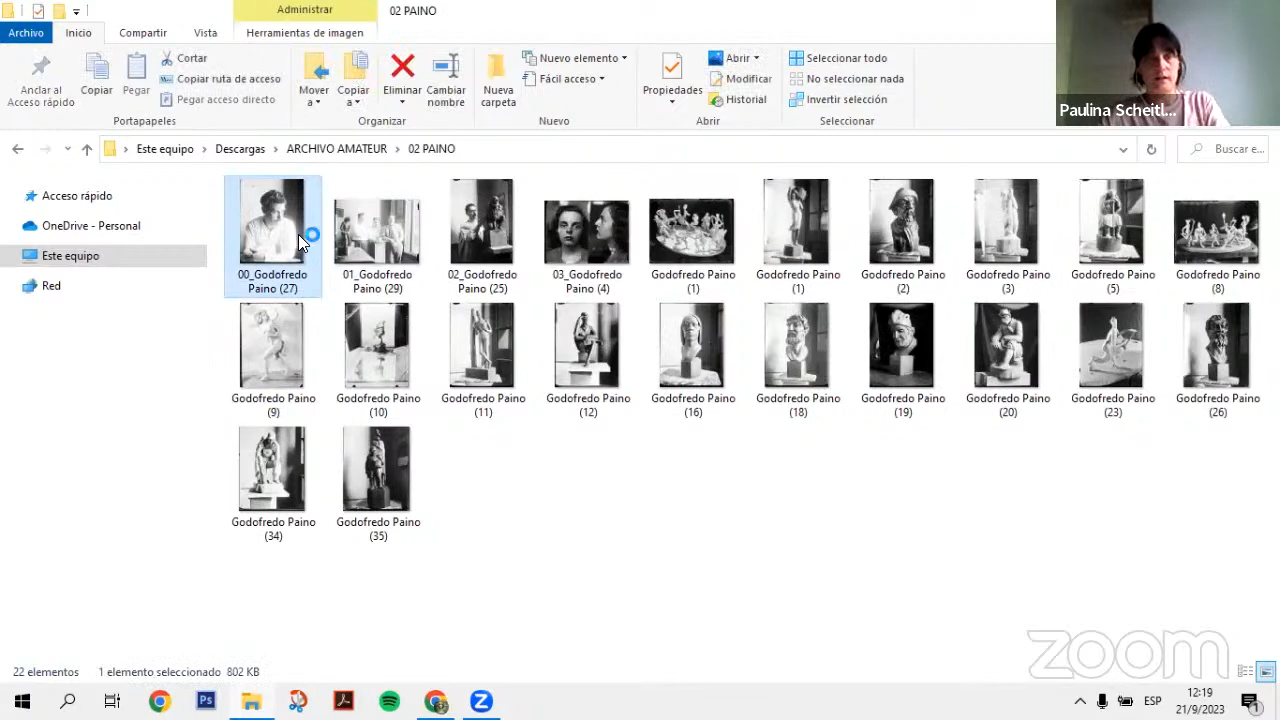 Administrar
02 PAINO
Archivo
Inicio
Compartir
Vista
Herramientas de imagen
Anclar al
Acceso rápido
Copiar
Pegar
Cortar
Copiar ruta de acceso
Pegar acceso directo
Portapapeles
Mover
a
Copiar
a
Eliminar
Cambiar
nombre
Organizar
Nueva
carpeta
Nuevo elemento
Fácil acceso
Nuevo
Propiedades
Abrir
Modificar
Historial
Abrir
Seleccionar todo
No seleccionar nada
Invertir selección
Seleccionar
Paulina Scheitl...
Este equipo
Descargas
ARCHIVO AMATEUR
02 PAINO
Buscar e...
Acceso rápido
OneDrive - Personal
Este equipo
Red
00_Godofredo
Paino (27)
01_Godofredo
Paino (29)
02_Godofredo
Paino (25)
03_Godofredo
Paino (4)
Godofredo Paino
(1)
Godofredo Paino
(1)
Godofredo Paino
(2)
Godofredo Paino
(3)
Godofredo Paino
(5)
Godofredo Paino
(8)
Godofredo Paino
(9)
Godofredo Paino
(10)
Godofredo Paino
(11)
Godofredo Paino
(12)
Godofredo Paino
(16)
Godofredo Paino
(18)
Godofredo Paino
(19)
Godofredo Paino
(20)
Godofredo Paino
(23)
Godofredo Paino
(26)
Godofredo Paino
(34)
Godofredo Paino
(35)
22 elementos
1 elemento seleccionado 802 KB
zoom
Ps
ESP
12:19
21/9/2023
1